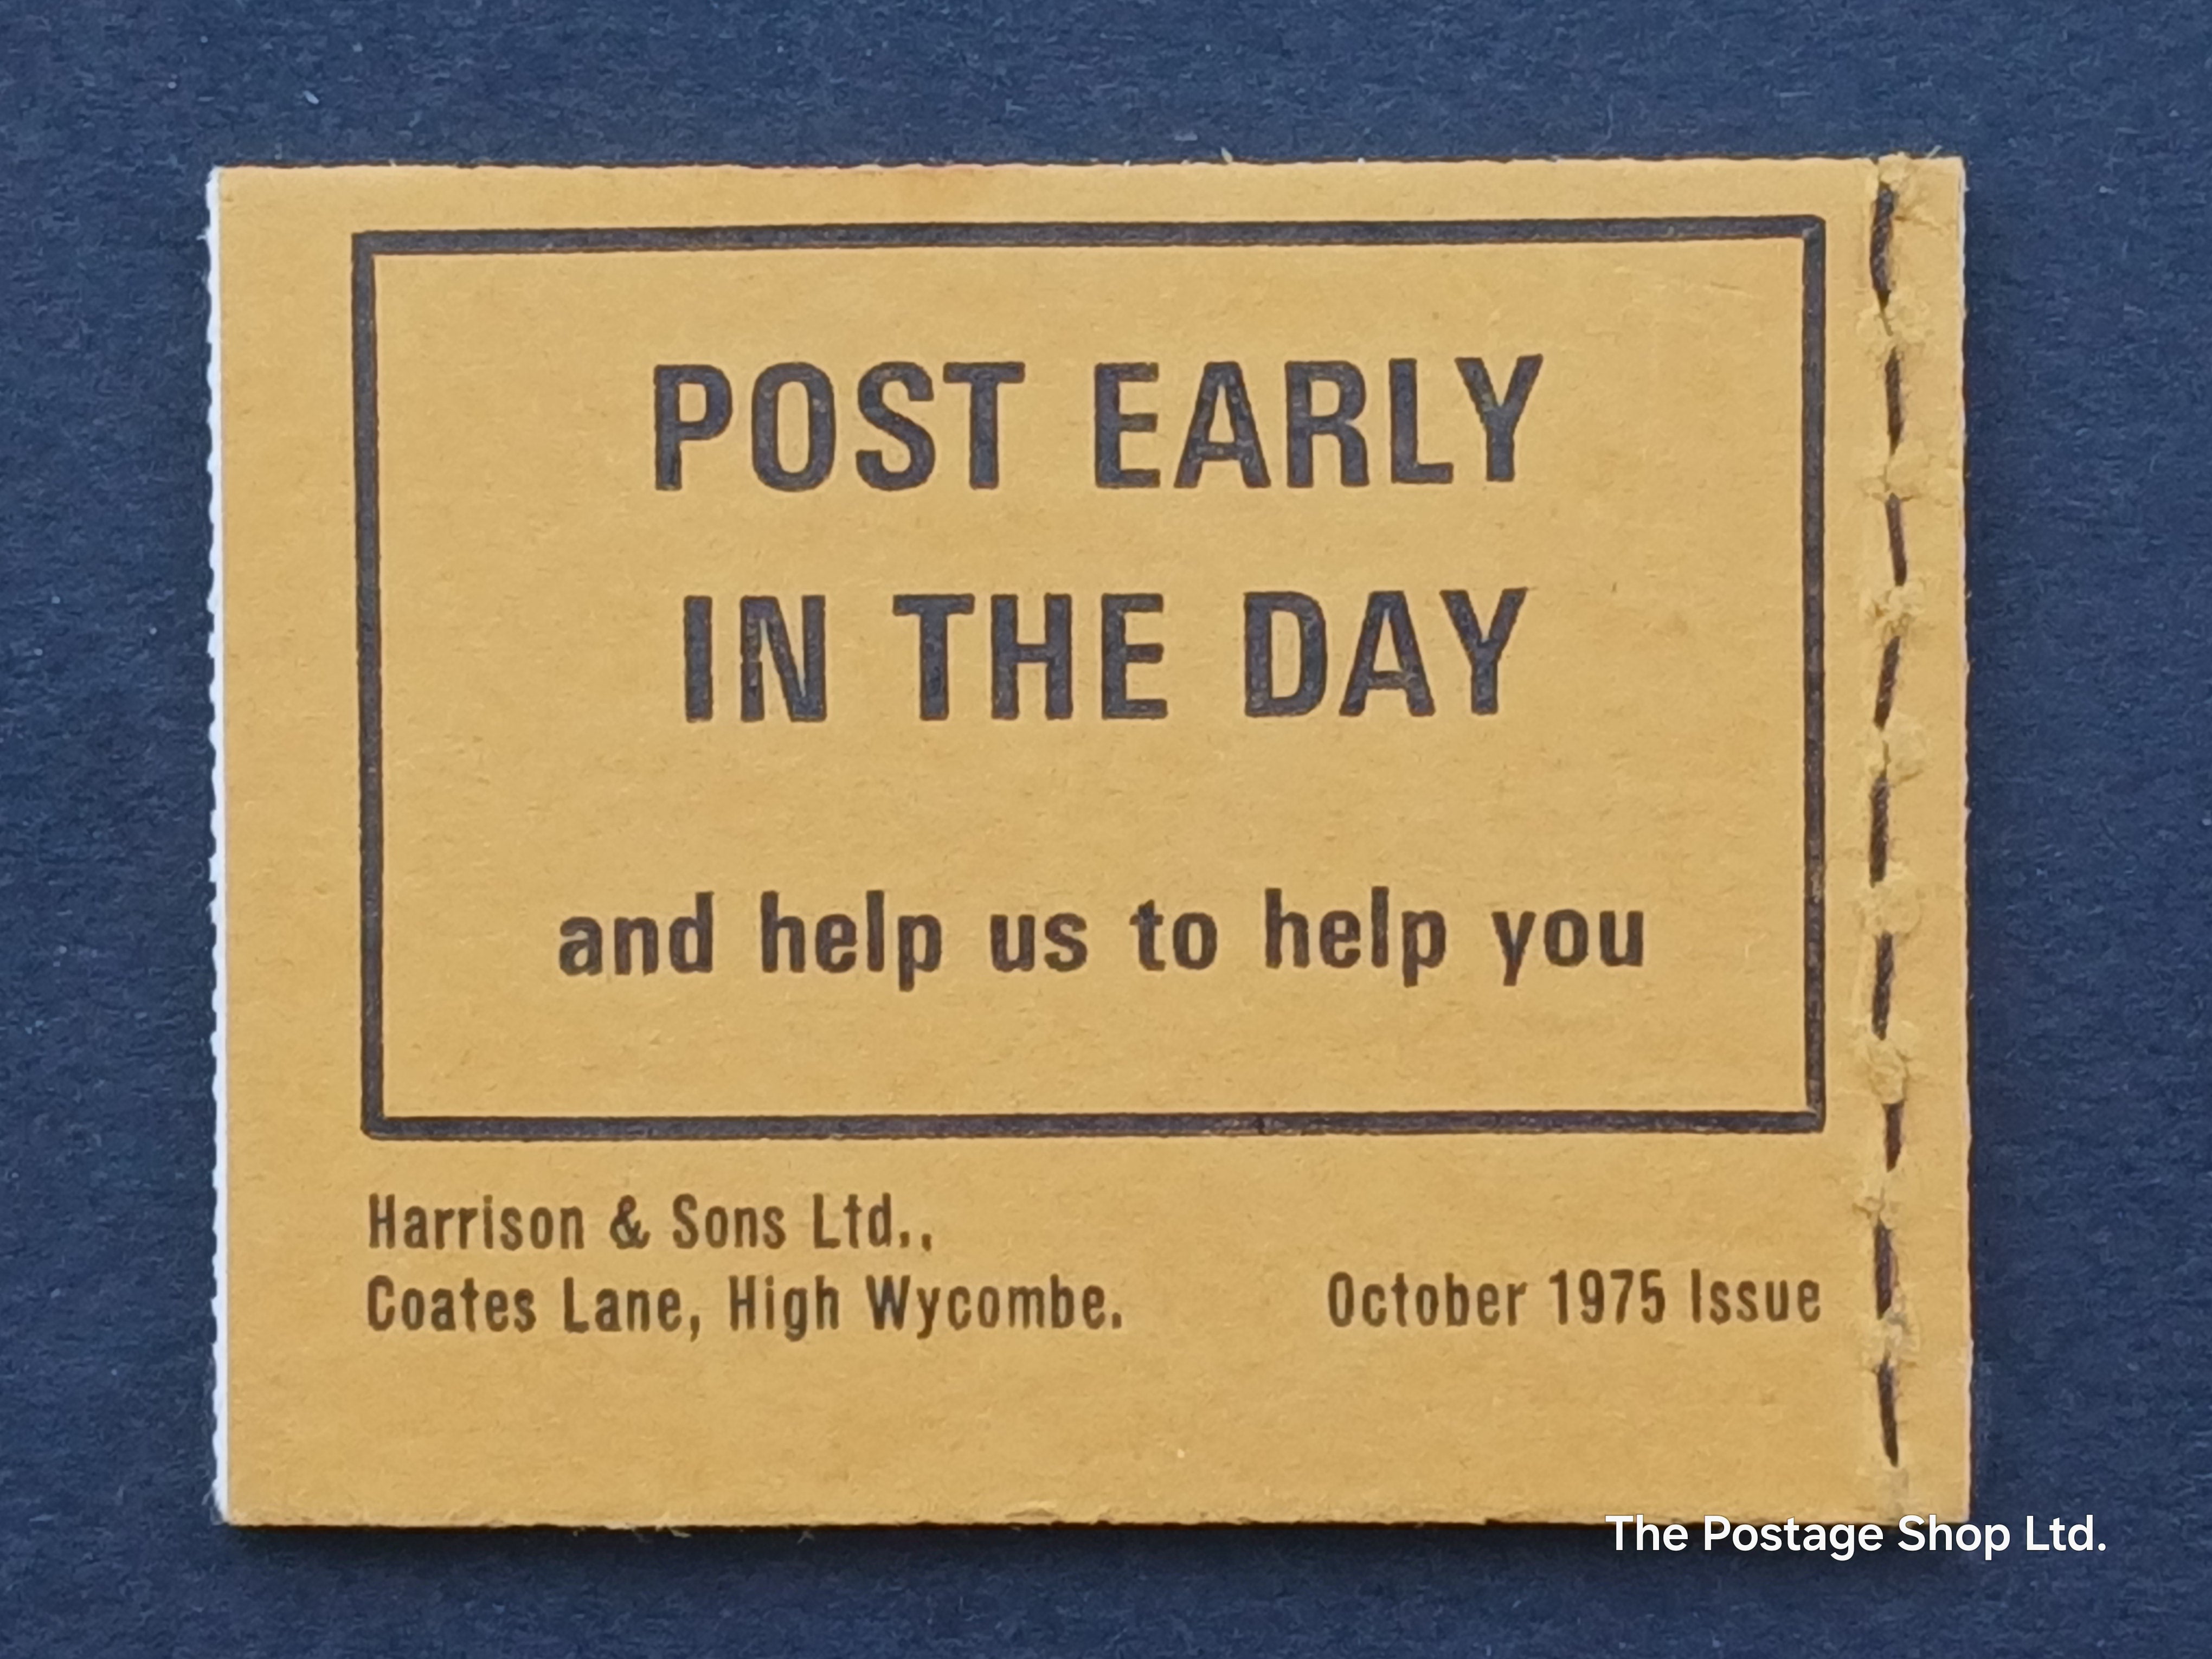 POST EARLY
IN THE DAY
and help us to help you
Harrison & Sons Ltd.,
Coates Lane, High Wycombe.
October 1975 Issue
The Postage Shop Ltd.